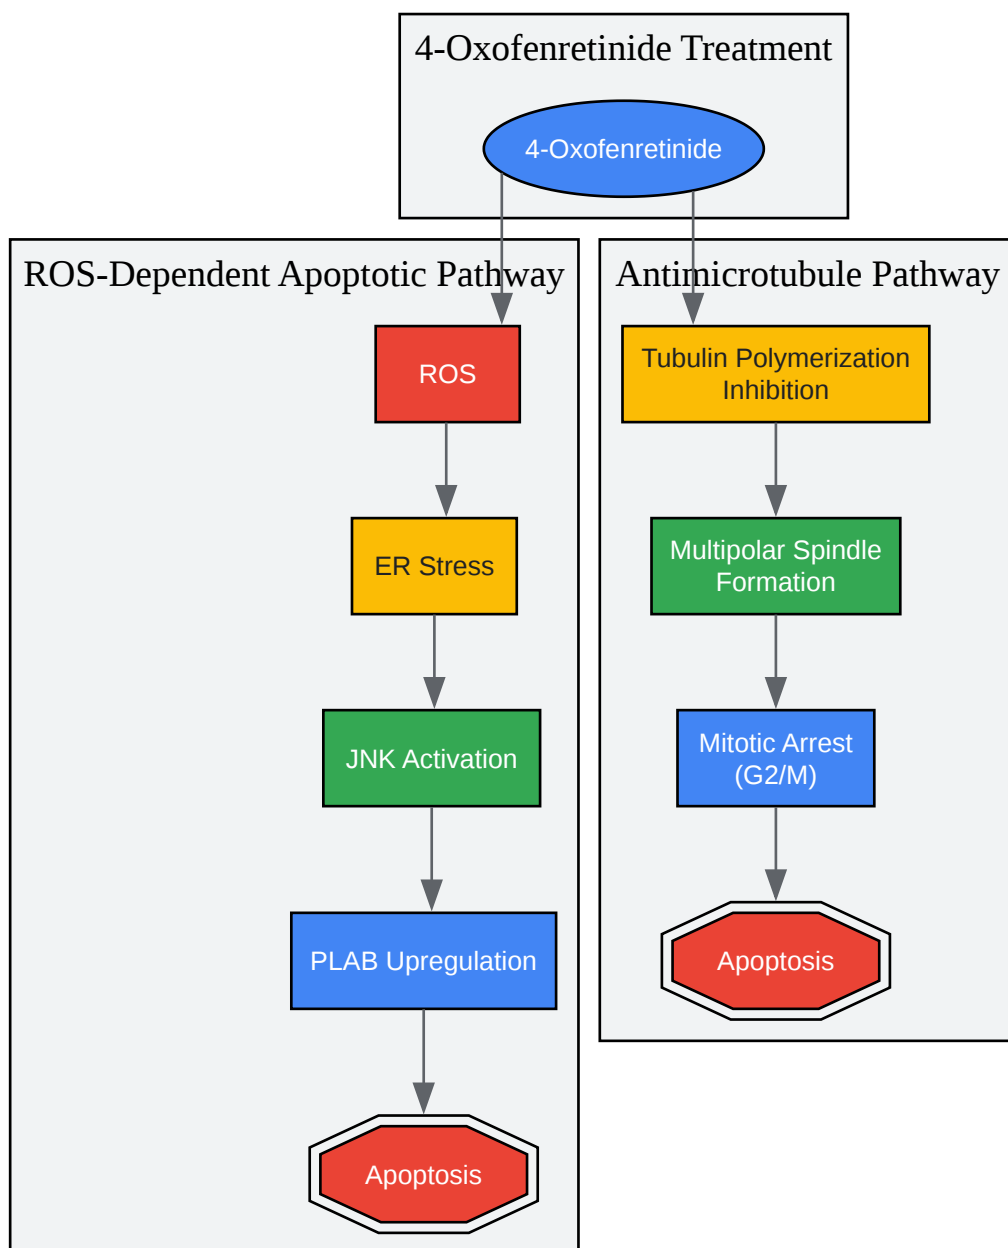 4-Oxofenretinide Treatment
4-Oxofenretinide
ROS-Dependent Apoptotic Pathway
ROS
ER Stress
JNK Activation
PLAB Upregulation
Apoptosis
Antimicrotubule Pathway
Tubulin Polymerization
Inhibition
Multipolar Spindle
Formation
Mitotic Arrest
(G2/M)
Apoptosis